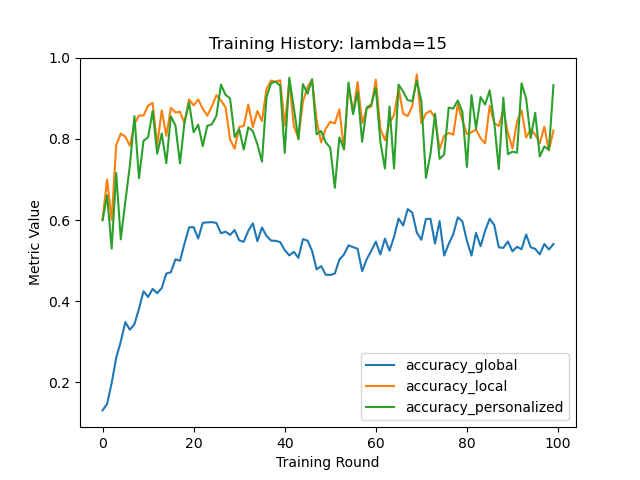 Training History: lambda=15
Metric Value
1.0
0.8
0.6
0.4
0.2
0
20
40
60
80
100
Training Round
accuracy_global
accuracy_local
accuracy_personalized